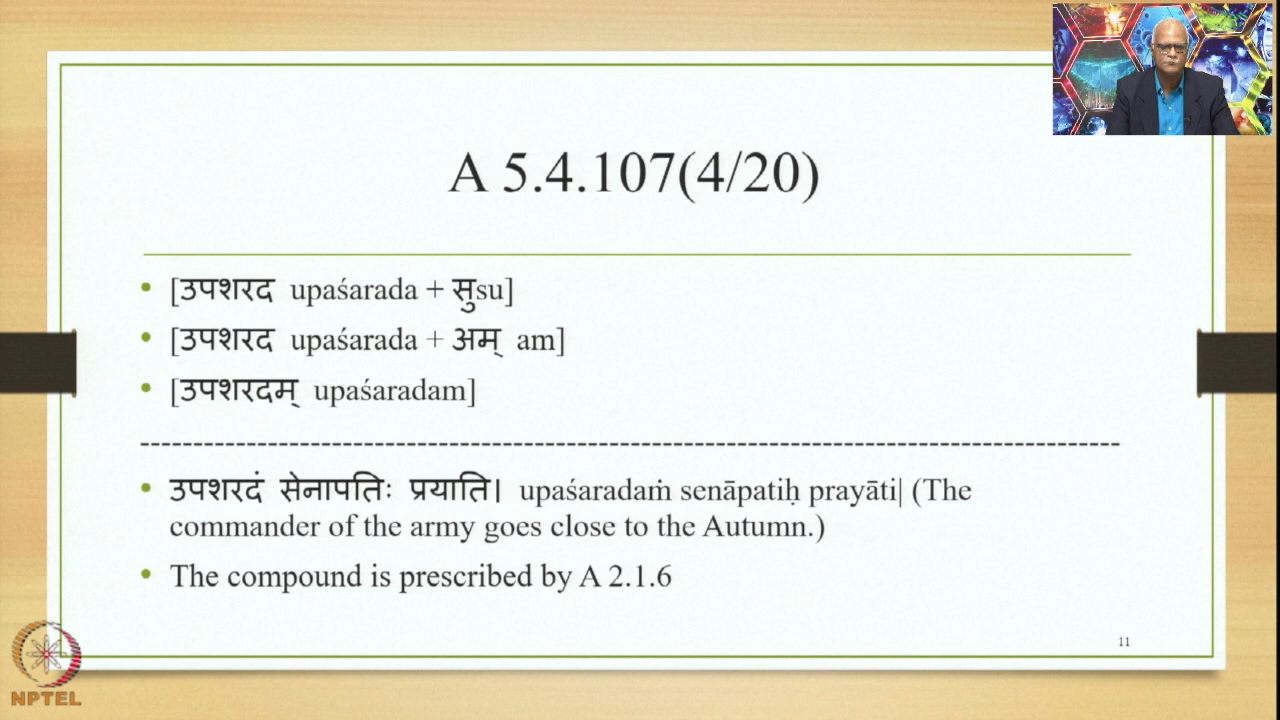 A 5.4.107(4/20)
• [उपशरद upaśarada + सुsu]
• [उपशरद upaśarada + अम् am]
• [उपशरदम् upaśaradam]
--------------------------------------------------------------------------------------------------
• उपशरदं सेनापतिः प्रयाति। upaśaradaṁ senāpatiḥ prayāti| (The
commander of the army goes close to the Autumn.)
• The compound is prescribed by A 2.1.6
11
NPTEL